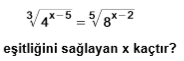 ∛(4^(x-5)) = ⁵√(8^(x-2))
eşitliğini sağlayan x kaçtır?